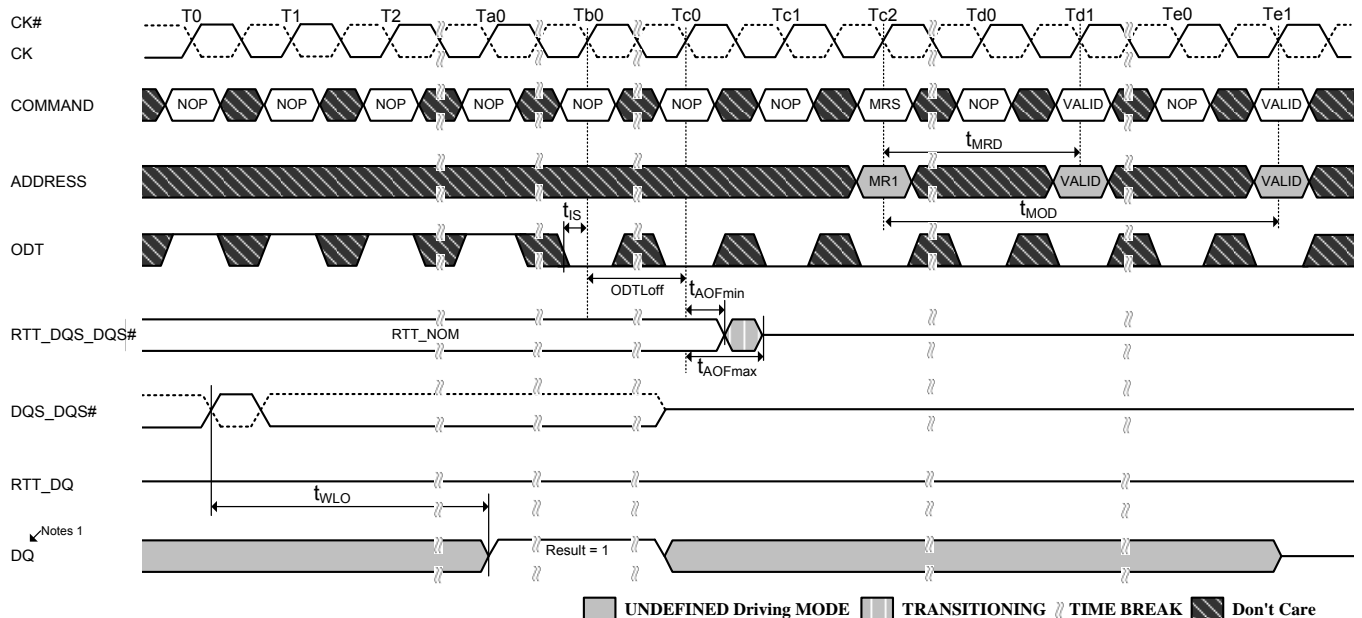 CK#
T0 T1 T2 Ta0 Tb0 Tc0 Tc1 Tc2 Td0 Td1 Te0 Te1
CK
COMMAND NOP NOP NOP NOP NOP NOP NOP MRS NOP VALID NOP VALID
tMRD
ADDRESS MR1 VALID VALID
tIS tMOD
ODT
ODTLoff tAOFmin
RTT_DQS_DQS# RTT_NOM
tAOFmax
DQS_DQS#
RTT_DQ
tWLO
Notes 1
DQ Result = 1
UNDEFINED Driving MODE TRANSITIONING TIME BREAK Don't Care